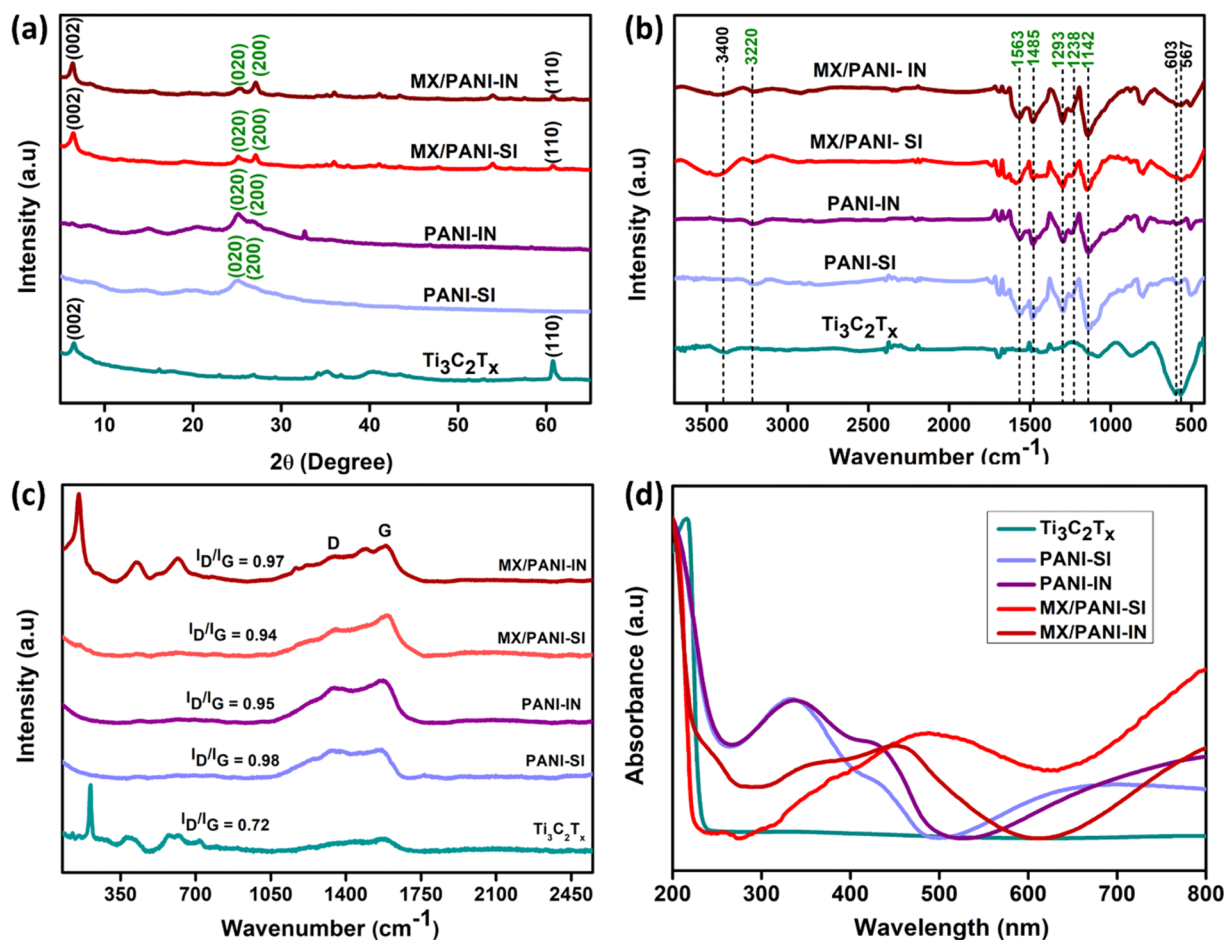 (a)
(002)
(020)
(200)
MX/PANI-IN
(110)
(002)
(020)
(200)
MX/PANI-SI
(110)
(020)
(200)
PANI-IN
(020)
(200)
PANI-SI
(002)
Ti3C2Tx
(110)
Intensity (a.u)
10 20 30 40 50 60
2θ (Degree)
(b)
3400
3220
1563
1485
1293
1238
1142
603
567
MX/PANI- IN
MX/PANI- SI
PANI-IN
PANI-SI
Ti3C2Tx
Intensity (a.u)
3500 3000 2500 2000 1500 1000 500
Wavenumber (cm-1)
(c)
D
G
ID/IG = 0.97
MX/PANI-IN
ID/IG = 0.94
MX/PANI-SI
ID/IG = 0.95
PANI-IN
ID/IG = 0.98
PANI-SI
ID/IG = 0.72
Ti3C2Tx
Intensity (a.u)
350 700 1050 1400 1750 2100 2450
Wavenumber (cm-1)
(d)
Ti3C2Tx
PANI-SI
PANI-IN
MX/PANI-SI
MX/PANI-IN
Absorbance (a.u)
200 300 400 500 600 700 800
Wavelength (nm)